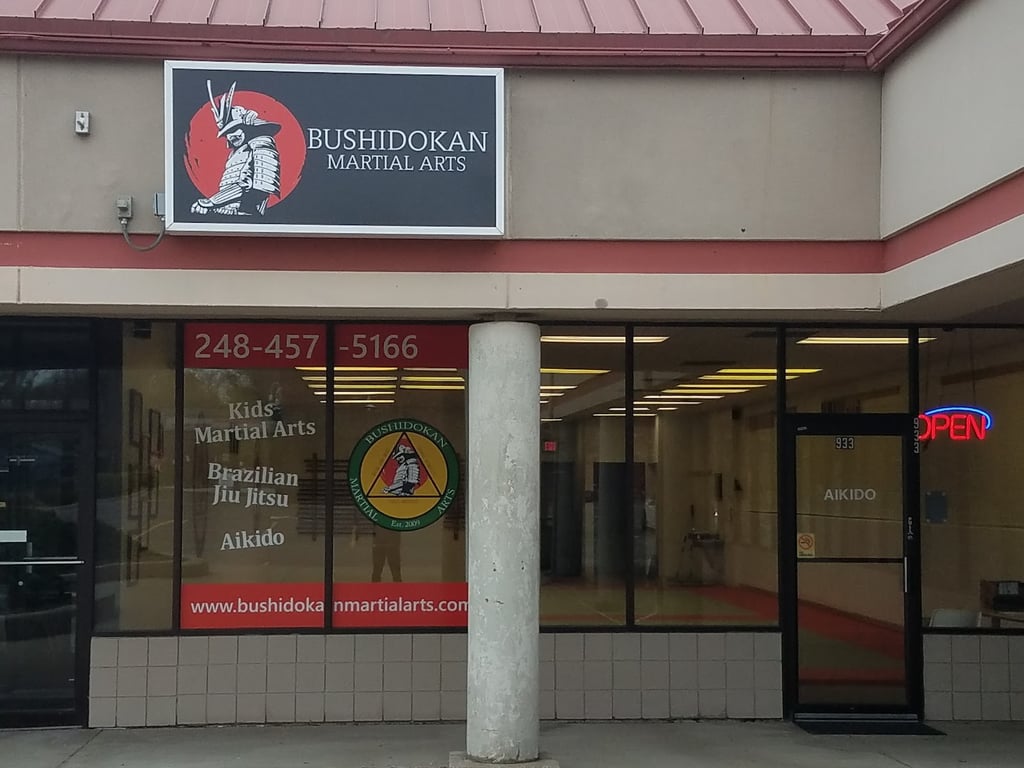 BUSHIDOKAN
MARTIAL ARTS
248-457-5166
Kids
Martial Arts
Brazilian
Jiu Jitsu
Aikido
BUSHIDOKAN
MARTIAL ARTS
Est. 2009
www.bushidokanmartialarts.com
933
AIKIDO
OPEN